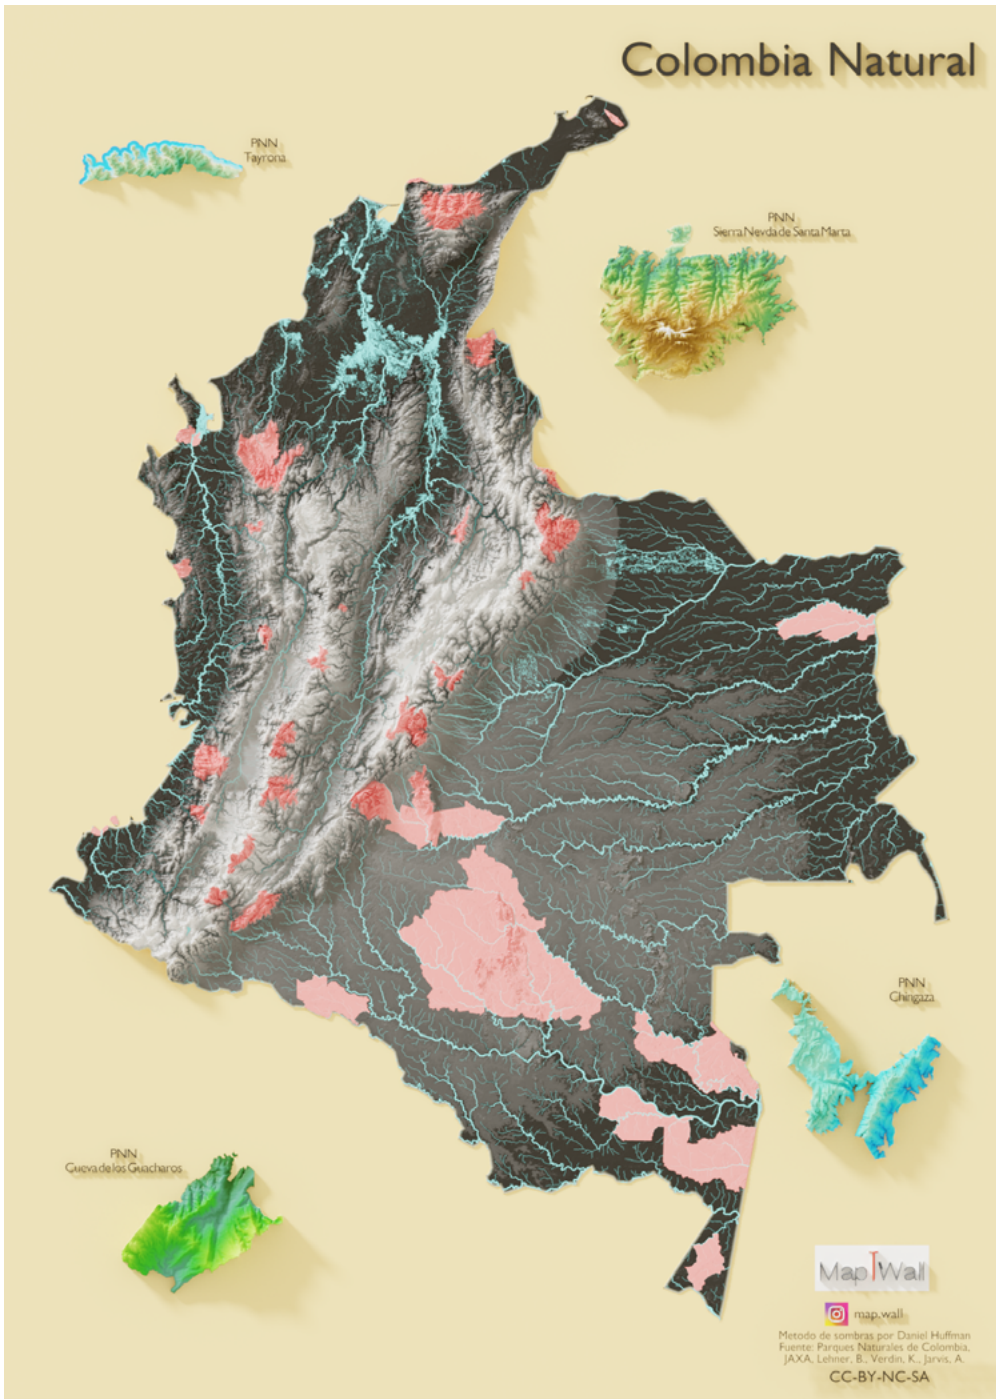 Colombia Natural
PNN
Tayrona
PNN
Sierra Nevda de Santa Marta
PNN
Chingaza
PNN
Cueva de los Guacharos
Map Wall
map.wall
Metodo de sombras por Daniel Huffman
Fuente: Parques Naturales de Colombia,
JAXA, Lehner, B., Verdin, K., Jarvis, A.
CC-BY-NC-SA